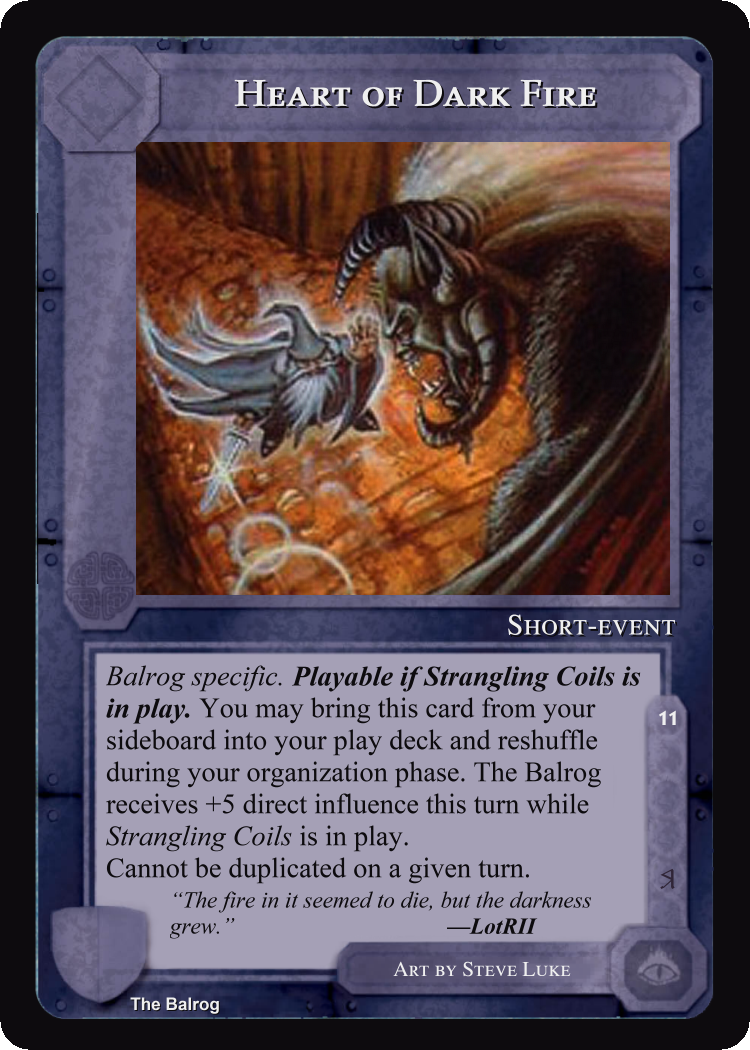 Heart of Dark Fire
Short-event
Balrog specific. Playable if Strangling Coils is
in play. You may bring this card from your
sideboard into your play deck and reshuffle
during your organization phase. The Balrog
receives +5 direct influence this turn while
Strangling Coils is in play.
Cannot be duplicated on a given turn.
11
“The fire in it seemed to die, but the darkness
grew.” —LotRII
Art by Steve Luke
The Balrog